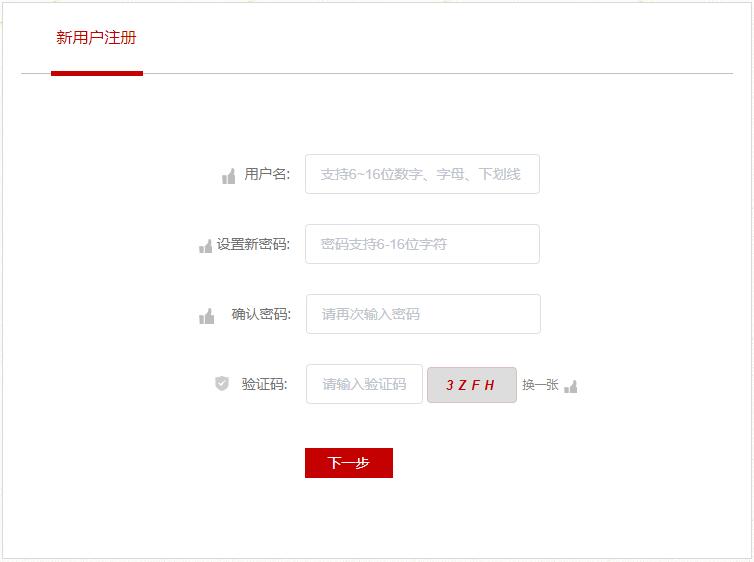 新用户注册
用户名: 支持6~16位数字、字母、下划线
设置新密码: 密码支持6-16位字符
确认密码: 请再次输入密码
验证码: 请输入验证码 3ZFH 换一张
下一步